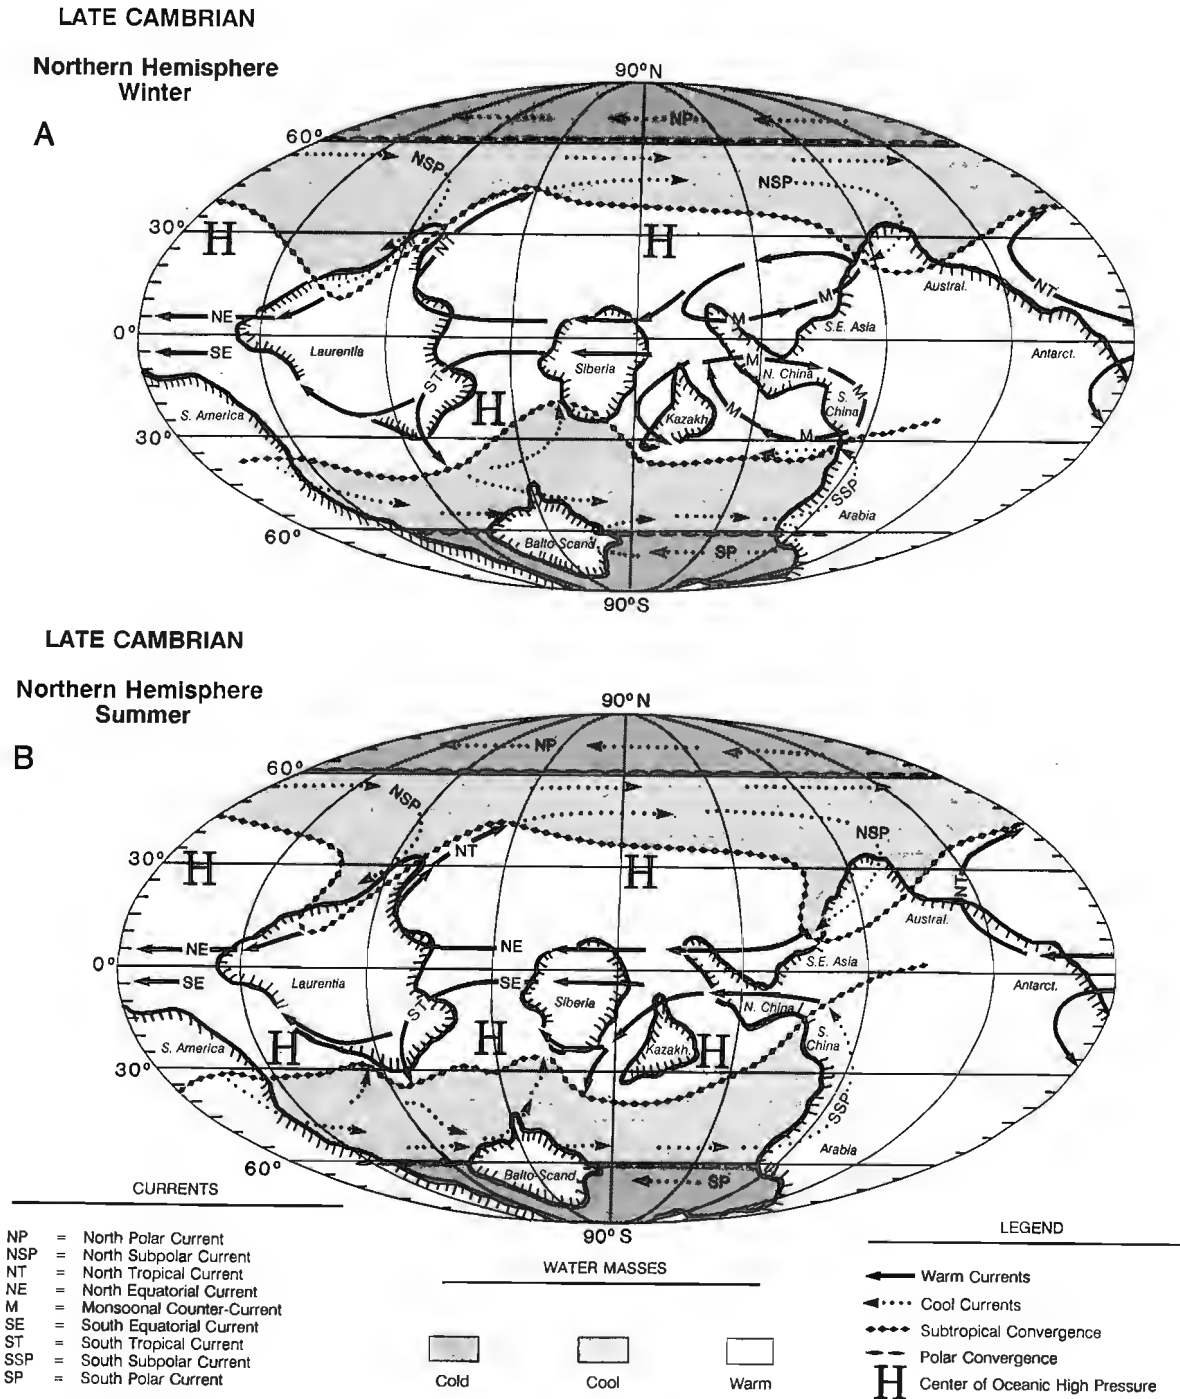 LATE CAMBRIAN
Northern Hemisphere
Winter
A
90°N
60°
NP
NSP
NSP
H
H
30°
NT
NT
Austral.
M
M
NE
S.E. Asia
0°
SE
Laurentia
Siberia
M
N. China
Antarct.
ST
S. America
H
Kazakh.
M
S.
China
M
30°
M
SSP
Arabia
60°
Balto-Scand.
SP
90°S
LATE CAMBRIAN
Northern Hemisphere
Summer
B
90°N
NP
60°
NSP
NSP
30°
H
NT
H
NT
Austral.
NE
NE
S.E. Asia
0°
SE
Laurentia
SE
Siberia
N. China
Antarct.
ST
S. America
H
H
Kazakh.
H
S.
China
30°
SSP
Arabia
60°
Balto-Scand.
SP
90°S
CURRENTS
NP = North Polar Current
NSP = North Subpolar Current
NT = North Tropical Current
NE = North Equatorial Current
M = Monsoonal Counter-Current
SE = South Equatorial Current
ST = South Tropical Current
SSP = South Subpolar Current
SP = South Polar Current
WATER MASSES
Cold
Cool
Warm
LEGEND
Warm Currents
Cool Currents
Subtropical Convergence
Polar Convergence
H Center of Oceanic High Pressure